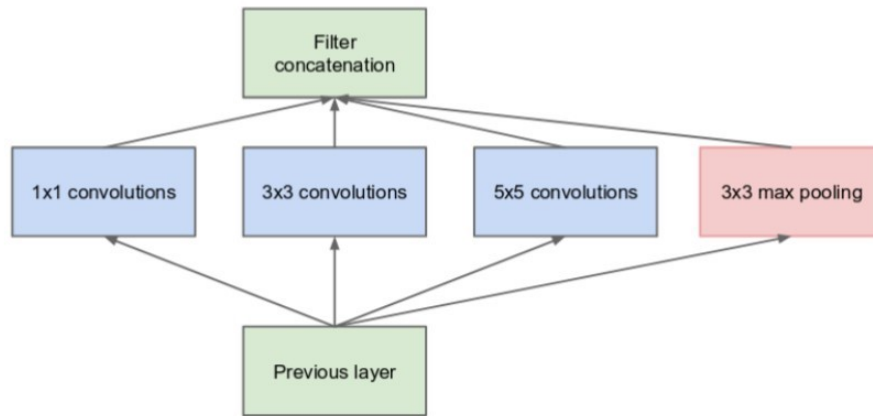 Filter
concatenation
1x1 convolutions
3x3 convolutions
5x5 convolutions
3x3 max pooling
Previous layer